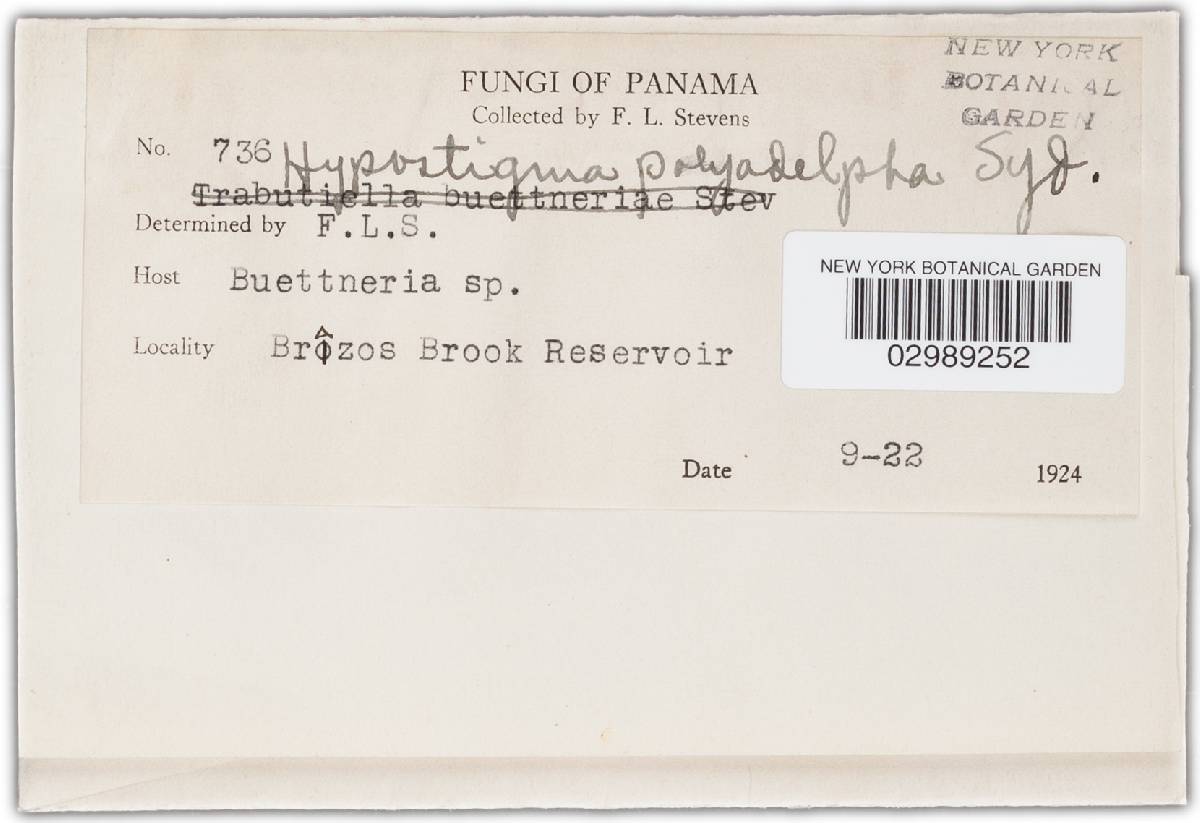 NEW YORK
BOTANICAL
GARDEN
FUNGI OF PANAMA
Collected by F. L. Stevens
No. 736 Hypostigma polyadelpha Syd.
Trabutiella buettneriae Stev
Determined by F.L.S.
Host Buettneria sp.
Locality Brazos Brook Reservoir
NEW YORK BOTANICAL GARDEN
02989252
Date 9-22 1924